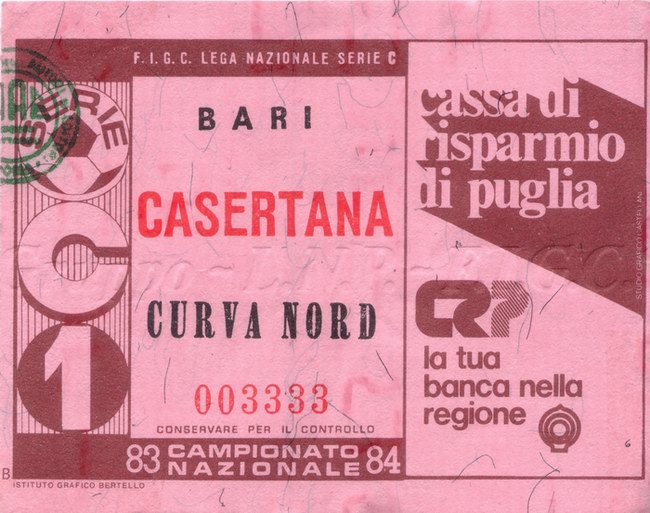 F.I.G.C. LEGA NAZIONALE SERIE C
SERIE
C
1
BARI
CASERTANA
CURVA NORD
003333
CONSERVARE PER IL CONTROLLO
83 CAMPIONATO NAZIONALE 84
B
ISTITUTO GRAFICO BERTELLO
cassa di
risparmio
di puglia
CRP
la tua
banca nella
regione
6